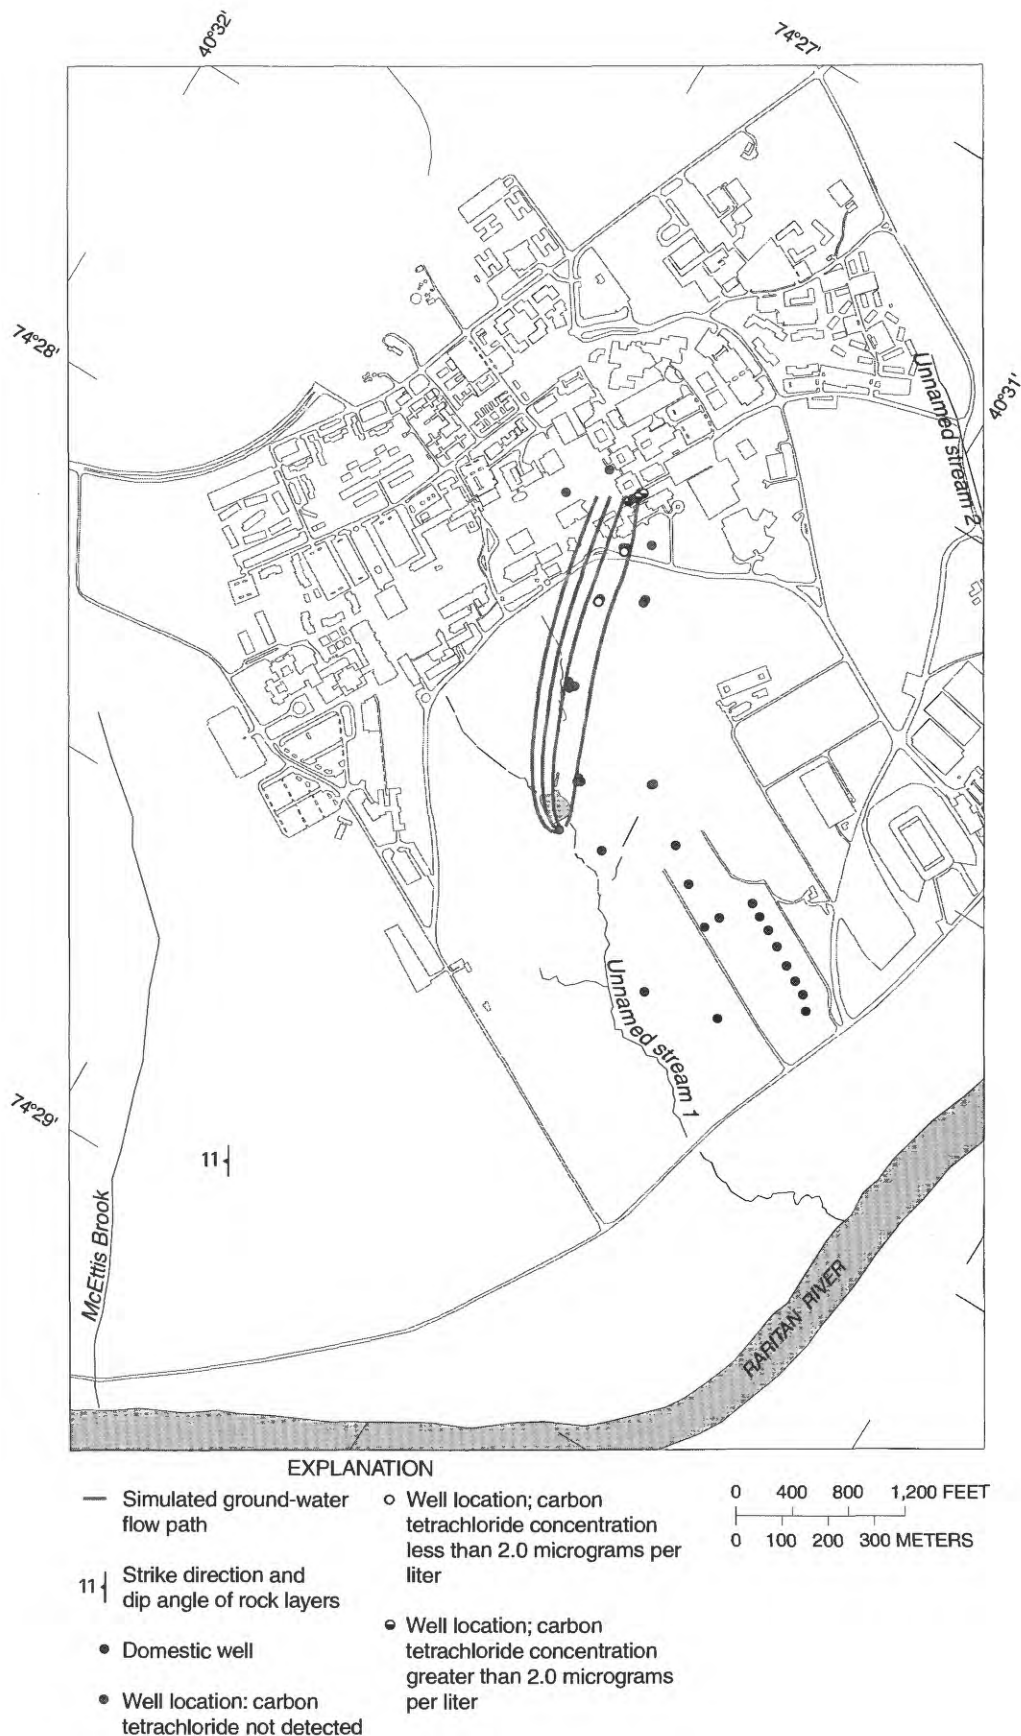 40°32'
74°27'
74°28'
40°31'
Unnamed stream 2
Unnamed stream 1
74°29'
11
McEttis Brook
RARITAN RIVER
EXPLANATION
Simulated ground-water
flow path
11
Strike direction and
dip angle of rock layers
Domestic well
Well location: carbon
tetrachloride not detected
Well location; carbon
tetrachloride concentration
less than 2.0 micrograms per
liter
Well location; carbon
tetrachloride concentration
greater than 2.0 micrograms
per liter
0 400 800 1,200 FEET
0 100 200 300 METERS